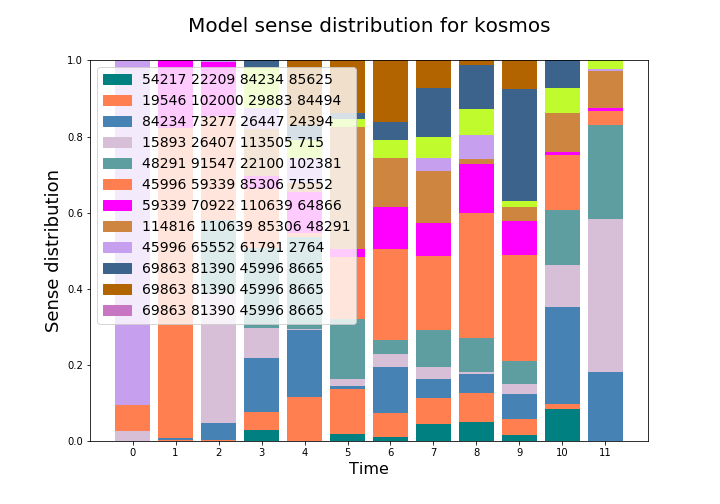 Model sense distribution for kosmos
1.0
0.8
0.6
0.4
0.2
0.0
Sense distribution
54217 22209 84234 85625
19546 102000 29883 84494
84234 73277 26447 24394
15893 26407 113505 715
48291 91547 22100 102381
45996 59339 85306 75552
59339 70922 110639 64866
114816 110639 85306 48291
45996 65552 61791 2764
69863 81390 45996 8665
69863 81390 45996 8665
69863 81390 45996 8665
0 1 2 3 4 5 6 7 8 9 10 11
Time